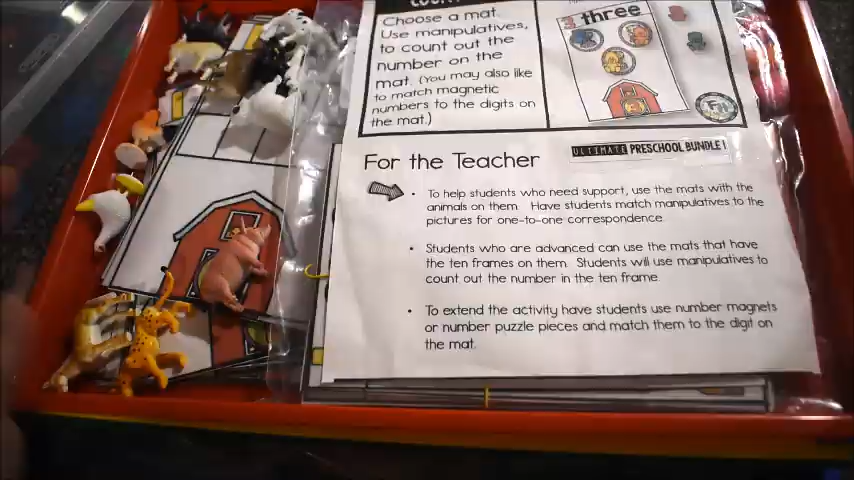 Choose a mat.
Use manipulatives,
to count out the
number on the
mat. (You may also like
to match magnetic
numbers to the digits on
the mat.)
3 three
For the Teacher
ULTIMATE PRESCHOOL BUNDLE!
• To help students who need support, use the mats with the
animals on them. Have students match manipulatives to the
pictures for one-to-one correspondence.
• Students who are advanced can use the mats that have
the ten frames on them. Students will use manipulatives to
count out the number in the ten frame.
• To extend the activity have students use number magnets
or number puzzle pieces and match them to the digit on
the mat.